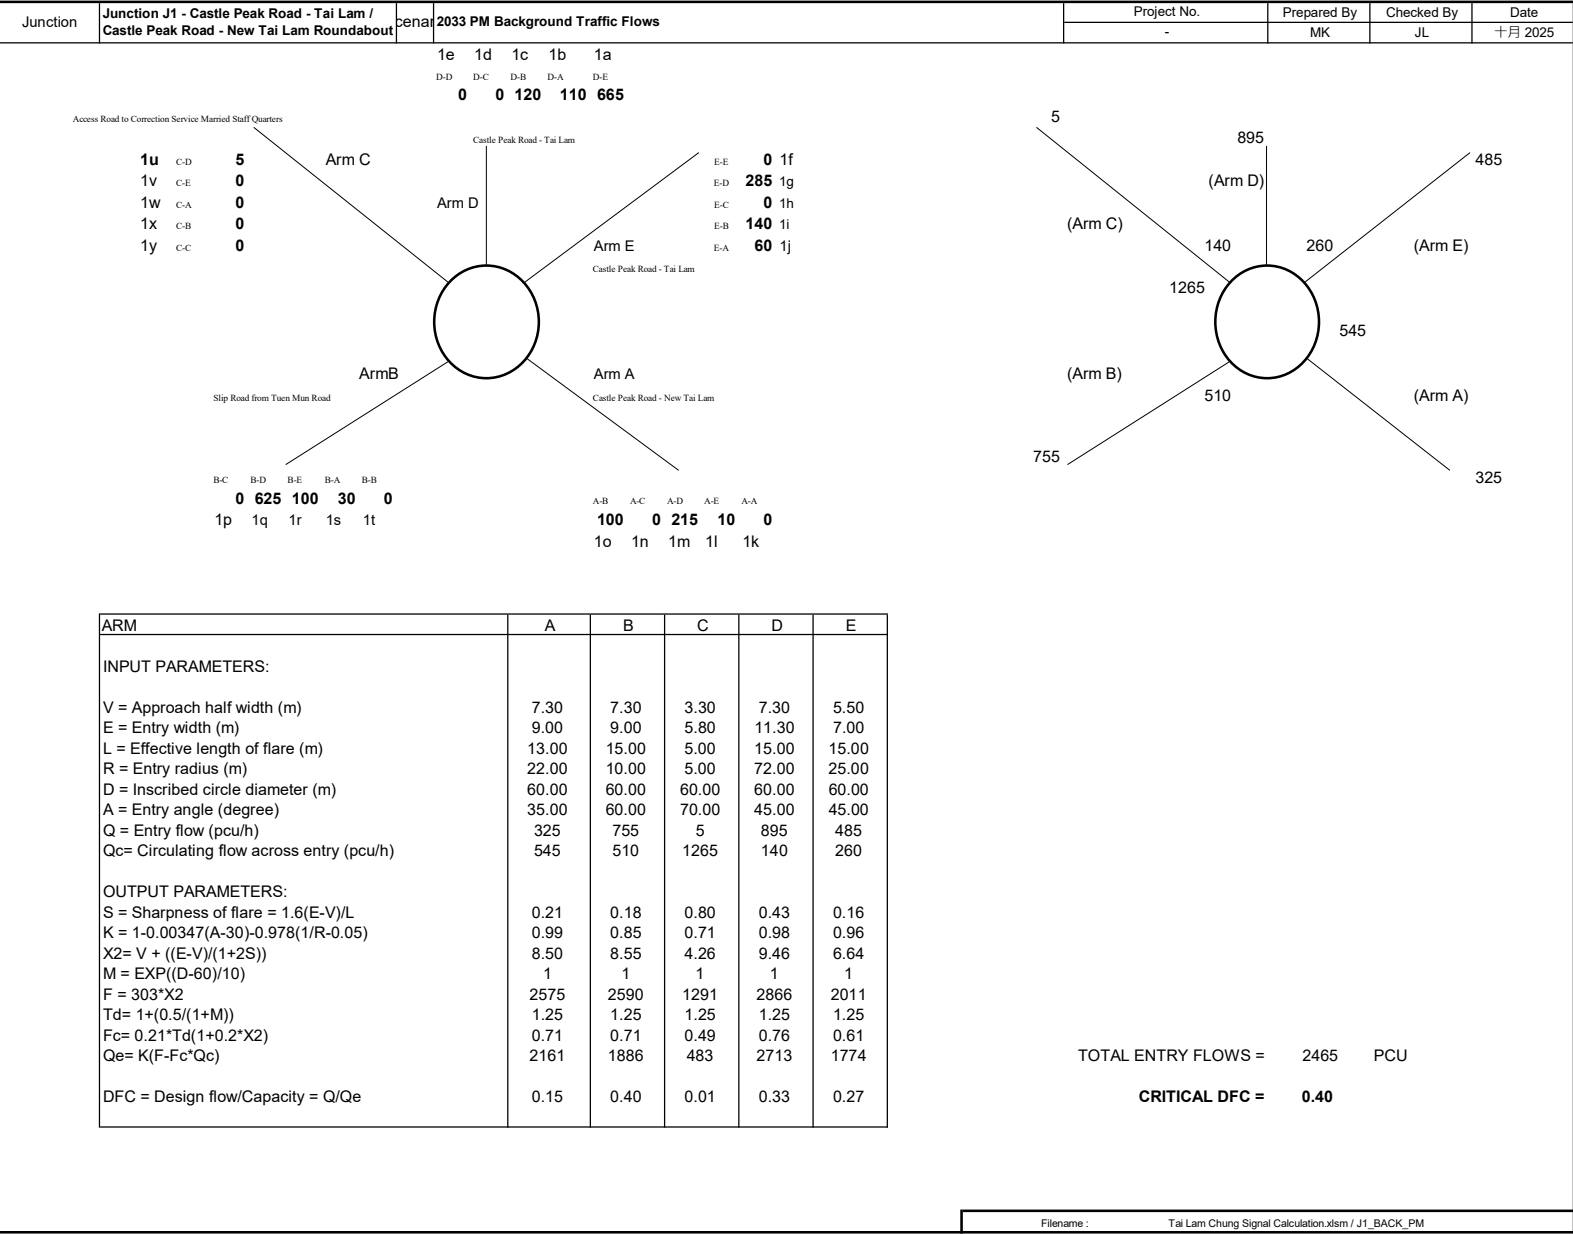 Junction
Junction J1 - Castle Peak Road - Tai Lam /
Castle Peak Road - New Tai Lam Roundabout
cenar
2033 PM Background Traffic Flows
Project No. Prepared By Checked By Date
- MK JL 十月 2025
1e 1d 1c 1b 1a
D-D D-C D-B D-A D-E
0 0 120 110 665
Access Road to Correction Service Married Staff Quarters
Castle Peak Road - Tai Lam
1u C-D 5
1v C-E 0
1w C-A 0
1x C-B 0
1y C-C 0
Arm C
Arm D
E-E 0 1f
E-D 285 1g
E-C 0 1h
E-B 140 1i
E-A 60 1j
Arm E
Castle Peak Road - Tai Lam
ArmB
Slip Road from Tuen Mun Road
Arm A
Castle Peak Road - New Tai Lam
B-C B-D B-E B-A B-B
0 625 100 30 0
1p 1q 1r 1s 1t
A-B A-C A-D A-E A-A
100 0 215 10 0
1o 1n 1m 1l 1k
5
895
485
(Arm D)
(Arm C)
140
260
(Arm E)
1265
545
(Arm B)
510
(Arm A)
755
325
ARM A B C D E
INPUT PARAMETERS:
V = Approach half width (m) 7.30 7.30 3.30 7.30 5.50
E = Entry width (m) 9.00 9.00 5.80 11.30 7.00
L = Effective length of flare (m) 13.00 15.00 5.00 15.00 15.00
R = Entry radius (m) 22.00 10.00 5.00 72.00 25.00
D = Inscribed circle diameter (m) 60.00 60.00 60.00 60.00 60.00
A = Entry angle (degree) 35.00 60.00 70.00 45.00 45.00
Q = Entry flow (pcu/h) 325 755 5 895 485
Qc= Circulating flow across entry (pcu/h) 545 510 1265 140 260
OUTPUT PARAMETERS:
S = Sharpness of flare = 1.6(E-V)/L 0.21 0.18 0.80 0.43 0.16
K = 1-0.00347(A-30)-0.978(1/R-0.05) 0.99 0.85 0.71 0.98 0.96
X2= V + ((E-V)/(1+2S)) 8.50 8.55 4.26 9.46 6.64
M = EXP((D-60)/10) 1 1 1 1 1
F = 303*X2 2575 2590 1291 2866 2011
Td= 1+(0.5/(1+M)) 1.25 1.25 1.25 1.25 1.25
Fc= 0.21*Td(1+0.2*X2) 0.71 0.71 0.49 0.76 0.61
Qe= K(F-Fc*Qc) 2161 1886 483 2713 1774
DFC = Design flow/Capacity = Q/Qe 0.15 0.40 0.01 0.33 0.27
TOTAL ENTRY FLOWS = 2465 PCU
CRITICAL DFC = 0.40
Filename : Tai Lam Chung Signal Calculation.xlsm / J1_BACK_PM